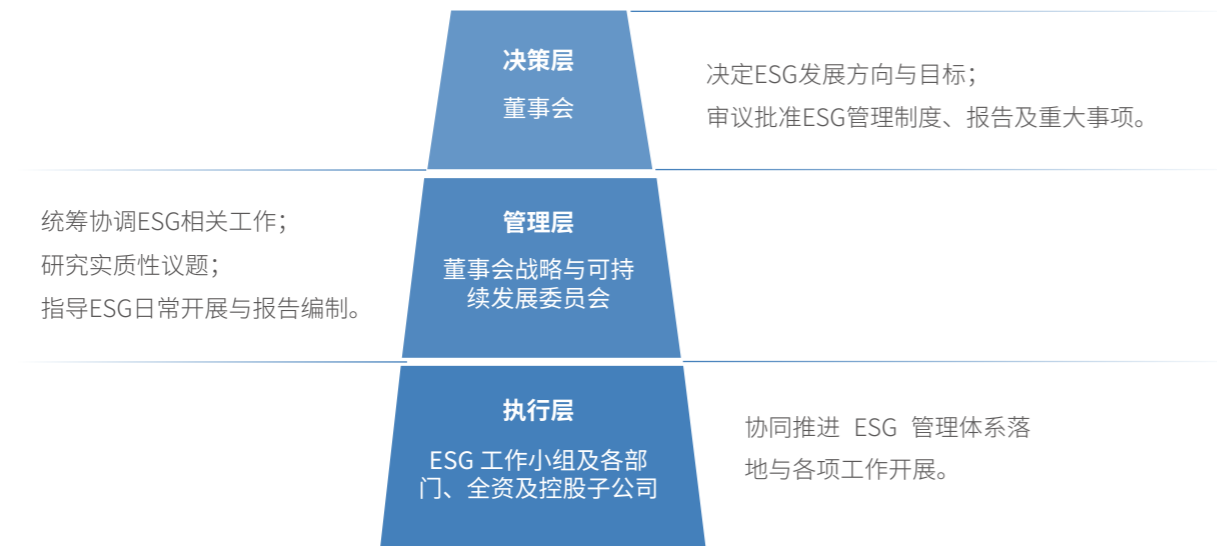 决策层
董事会
决定ESG发展方向与目标；
审议批准ESG管理制度、报告及重大事项。
管理层
董事会战略与可持
续发展委员会
统筹协调ESG相关工作；
研究实质性议题；
指导ESG日常开展与报告编制。
执行层
ESG 工作小组及各部
门、全资及控股子公司
协同推进 ESG 管理体系落
地与各项工作开展。